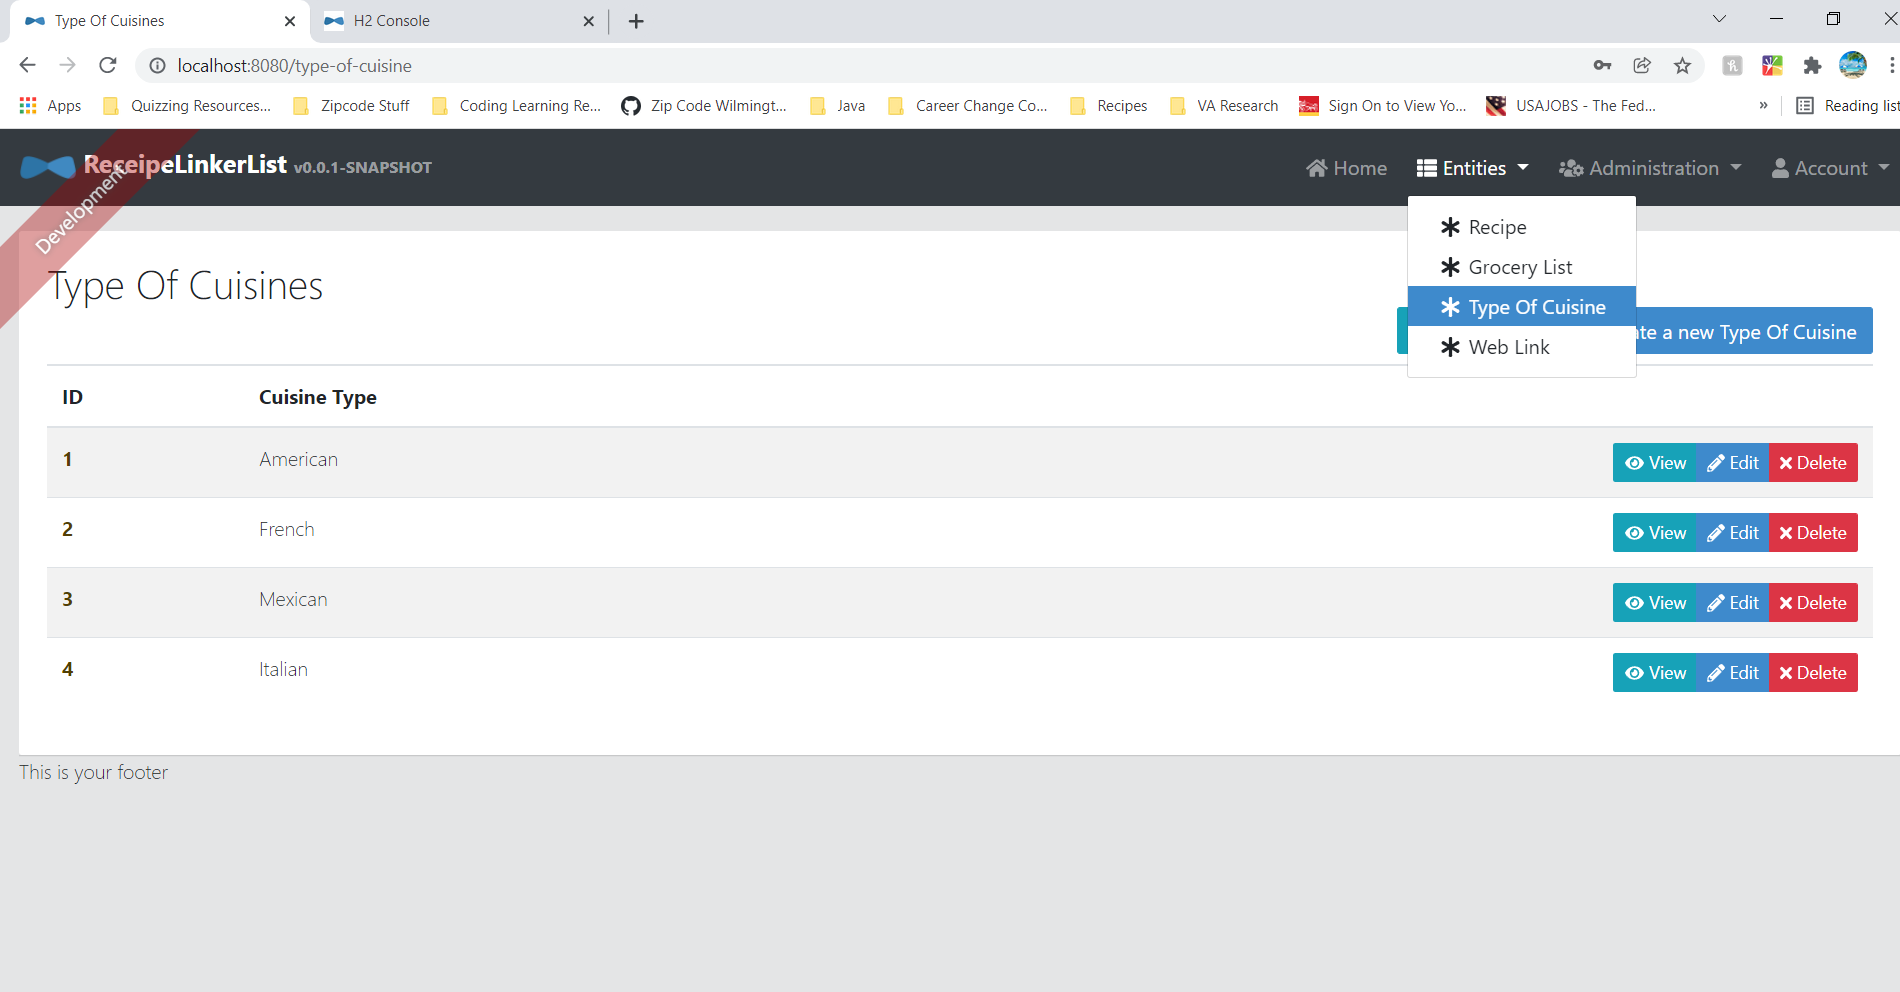 Type Of Cuisines
H2 Console
localhost:8080/type-of-cuisine
Apps Quizzing Resources... Zipcode Stuff Coding Learning Re... Zip Code Wilmingt... Java Career Change Co... Recipes VA Research Sign On to View Yo... USAJOBS - The Fed... » Reading list
ReceipeLinkerList v0.0.1-SNAPSHOT
Home Entities Administration Account
Development
Recipe
Grocery List
Type Of Cuisine
Web Link
Type Of Cuisines
te a new Type Of Cuisine
ID Cuisine Type
1 American View Edit Delete
2 French View Edit Delete
3 Mexican View Edit Delete
4 Italian View Edit Delete
This is your footer